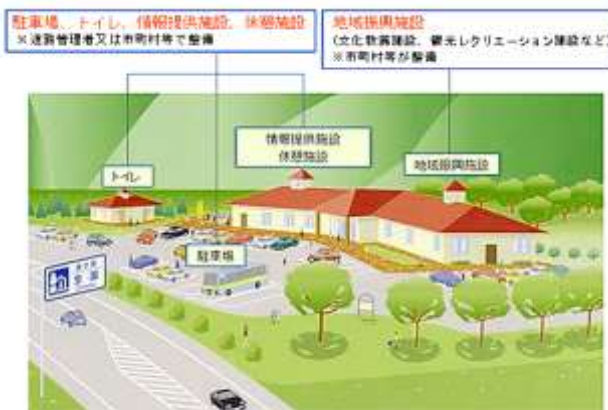 駐車場、トイレ、情報提供施設、休憩施設
※道路管理者又は市町村等で整備
地域振興施設
(文化教養施設、観光レクリエーション施設など)
※市町村等が整備
情報提供施設
休憩施設
トイレ
地域振興施設
駐車場